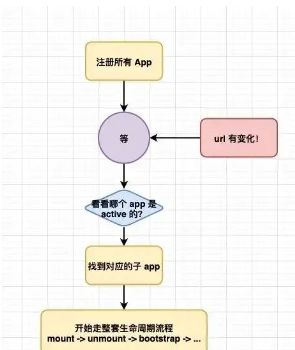 注册所有 App
等
url 有变化！
看看哪个 app 是
active 的？
找到对应的子 app
开始走整套生命周期流程
mount -> unmount -> bootstrap -> ...